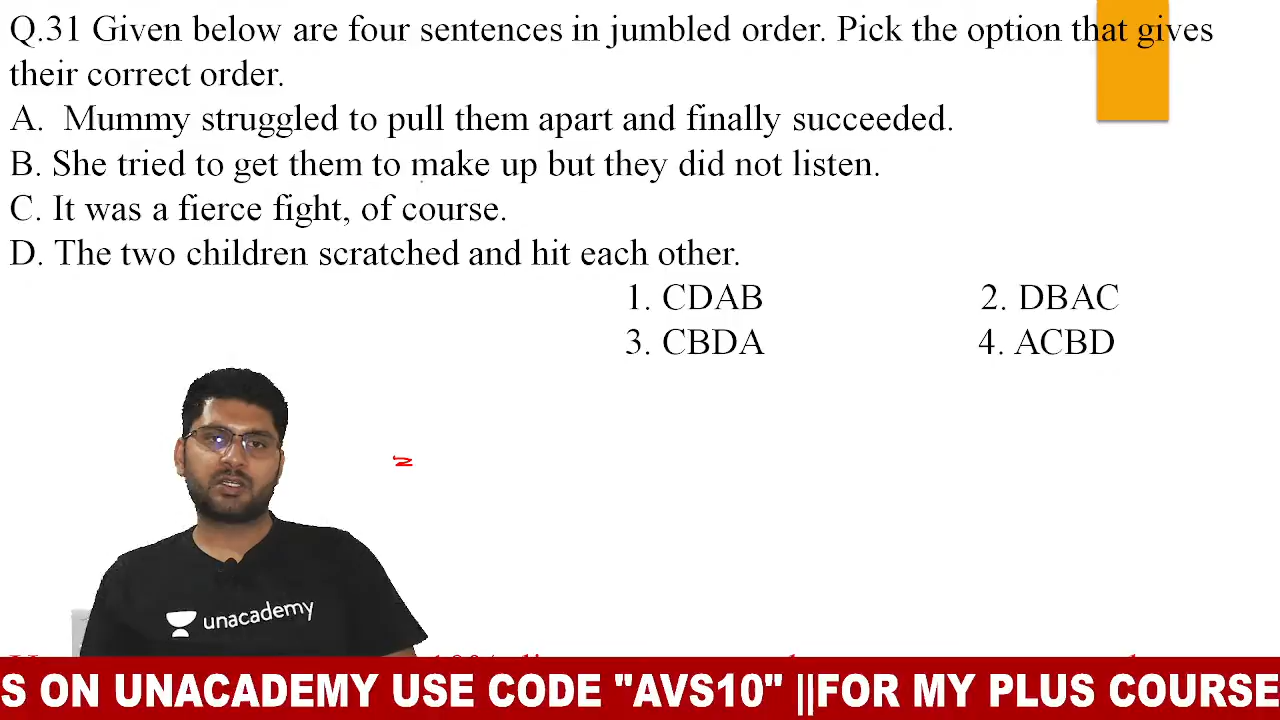 Q.31 Given below are four sentences in jumbled order. Pick the option that gives
their correct order.
A. Mummy struggled to pull them apart and finally succeeded.
B. She tried to get them to make up but they did not listen.
C. It was a fierce fight, of course.
D. The two children scratched and hit each other.
1. CDAB 2. DBAC
3. CBDA 4. ACBD
unacademy
S ON UNACADEMY USE CODE "AVS10" ||FOR MY PLUS COURSE